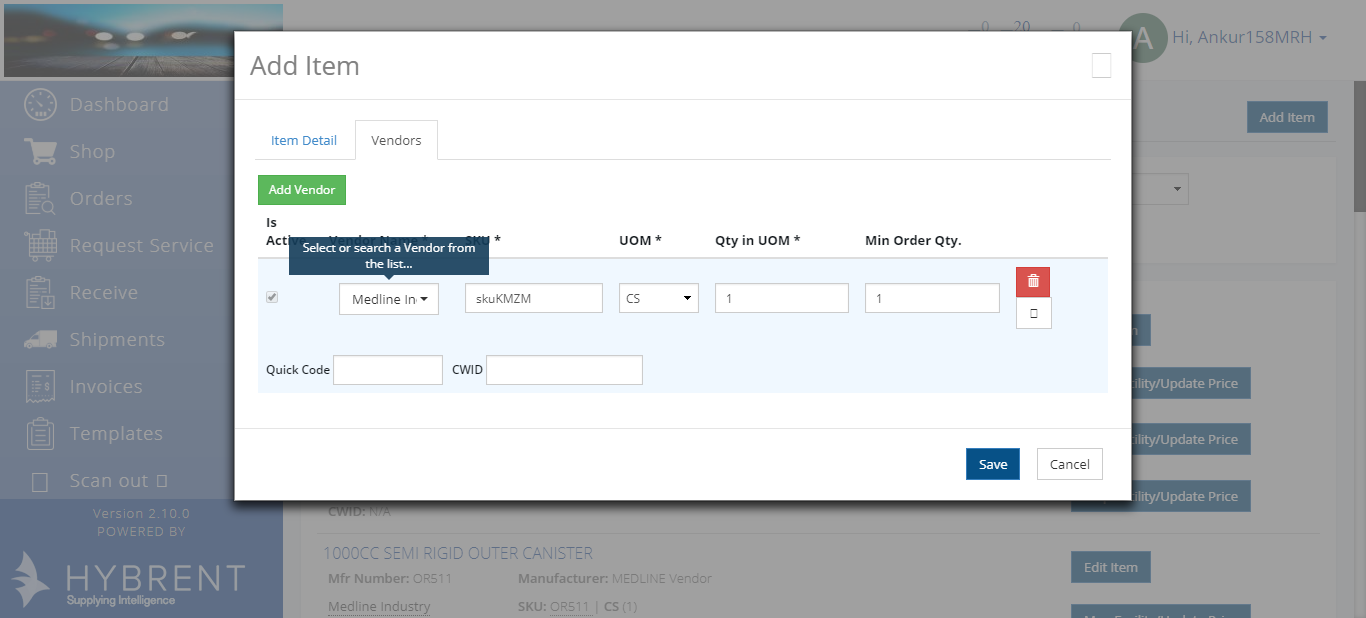 0 20 0
A Hi, Ankur158MRH
Add Item
Dashboard
Shop
Orders
Request Service
Receive
Shipments
Invoices
Templates
Scan out
Version 2.10.0
POWERED BY
HYBRENT
Supplying Intelligence
Add Item
Item Detail Vendors
Add Vendor
Is
Active Vendor Name * SKU * UOM * Qty in UOM * Min Order Qty.
Select or search a Vendor from
the list...
Medline In skuKMZM CS 1 1
Quick Code CWID
Save Cancel
ility/Update Price
ility/Update Price
ility/Update Price
CWID: N/A
1000CC SEMI RIGID OUTER CANISTER
Edit Item
Mfr Number: OR511 Manufacturer: MEDLINE Vendor
Medline Industry SKU: OR511 | CS (1)
Map Facility/Update Price